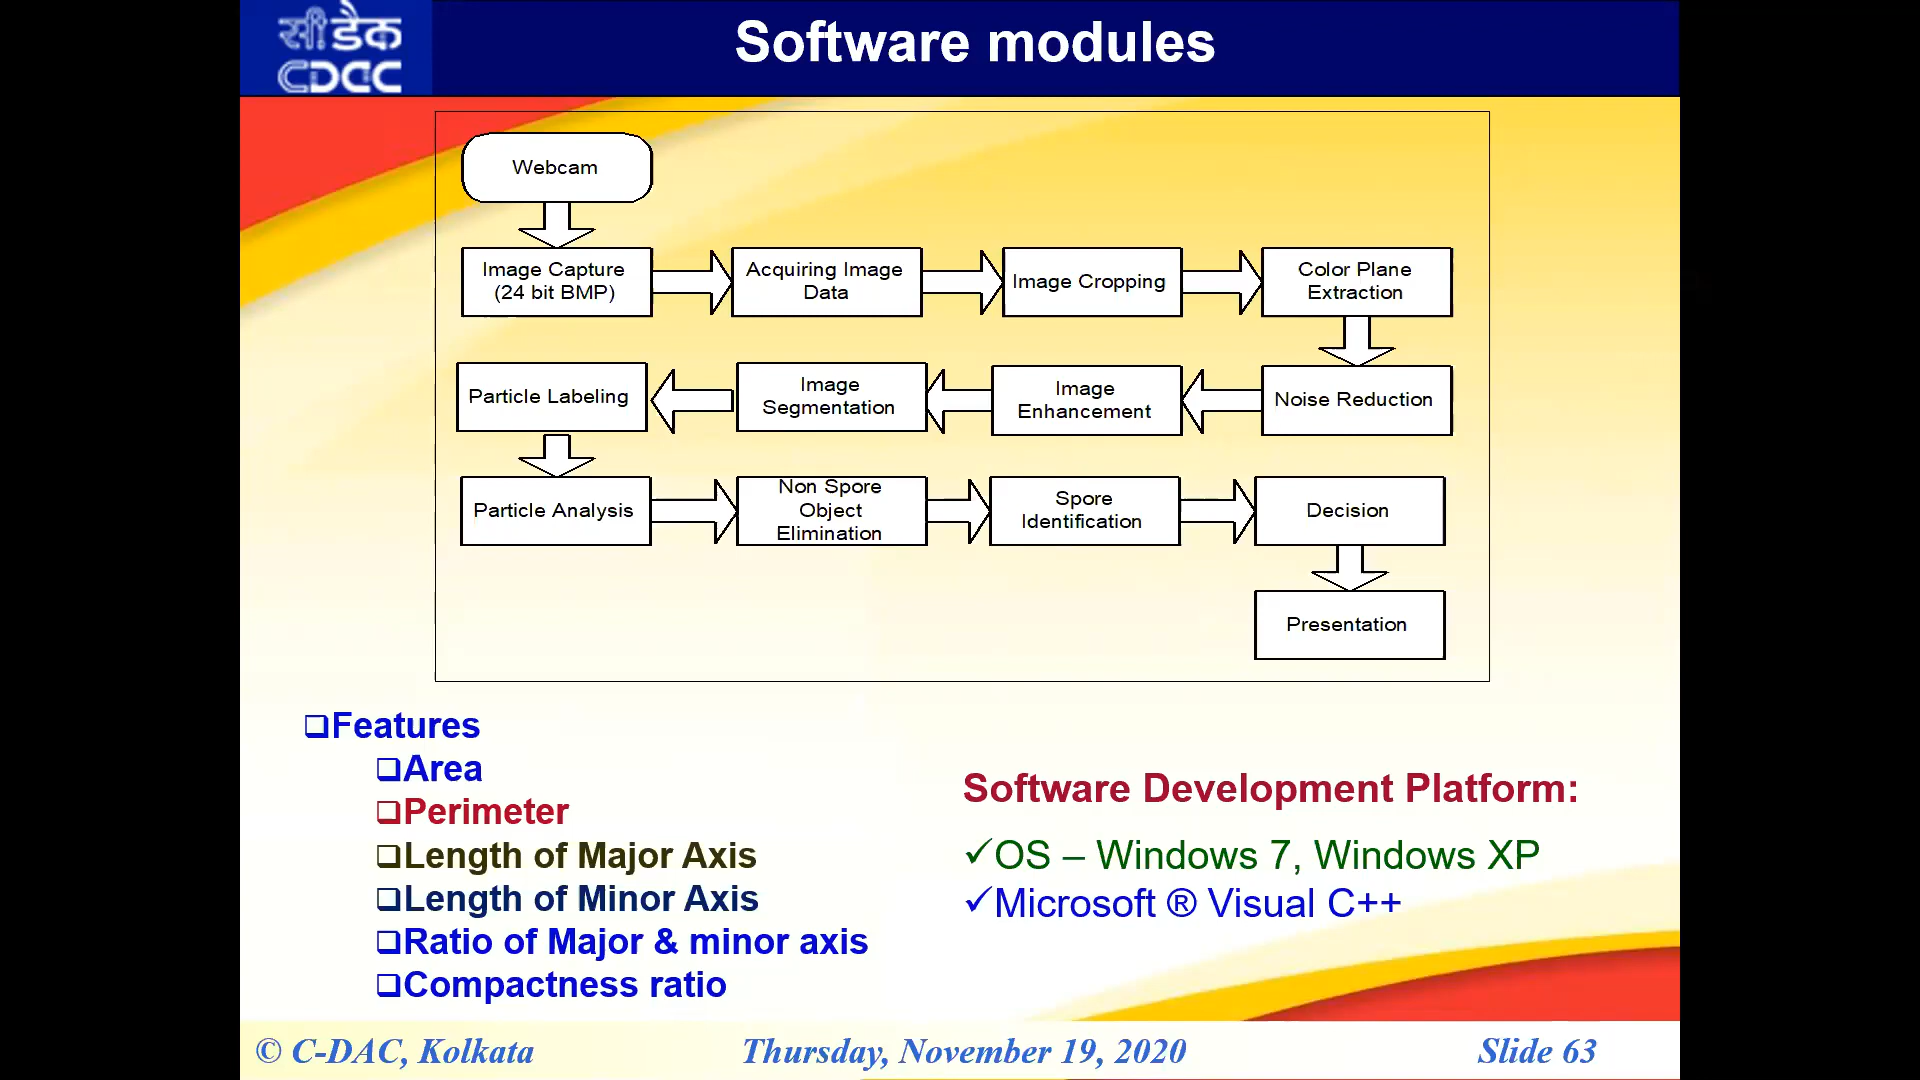 सीडैक
CDAC
Software modules
Webcam
Image Capture
(24 bit BMP)
Acquiring Image
Data
Image Cropping
Color Plane
Extraction
Particle Labeling
Image
Segmentation
Image
Enhancement
Noise Reduction
Particle Analysis
Non Spore
Object
Elimination
Spore
Identification
Decision
Presentation
Features
Area
Perimeter
Length of Major Axis
Length of Minor Axis
Ratio of Major & minor axis
Compactness ratio
Software Development Platform:
✓OS – Windows 7, Windows XP
✓Microsoft ® Visual C++
© C-DAC, Kolkata
Thursday, November 19, 2020
Slide 63